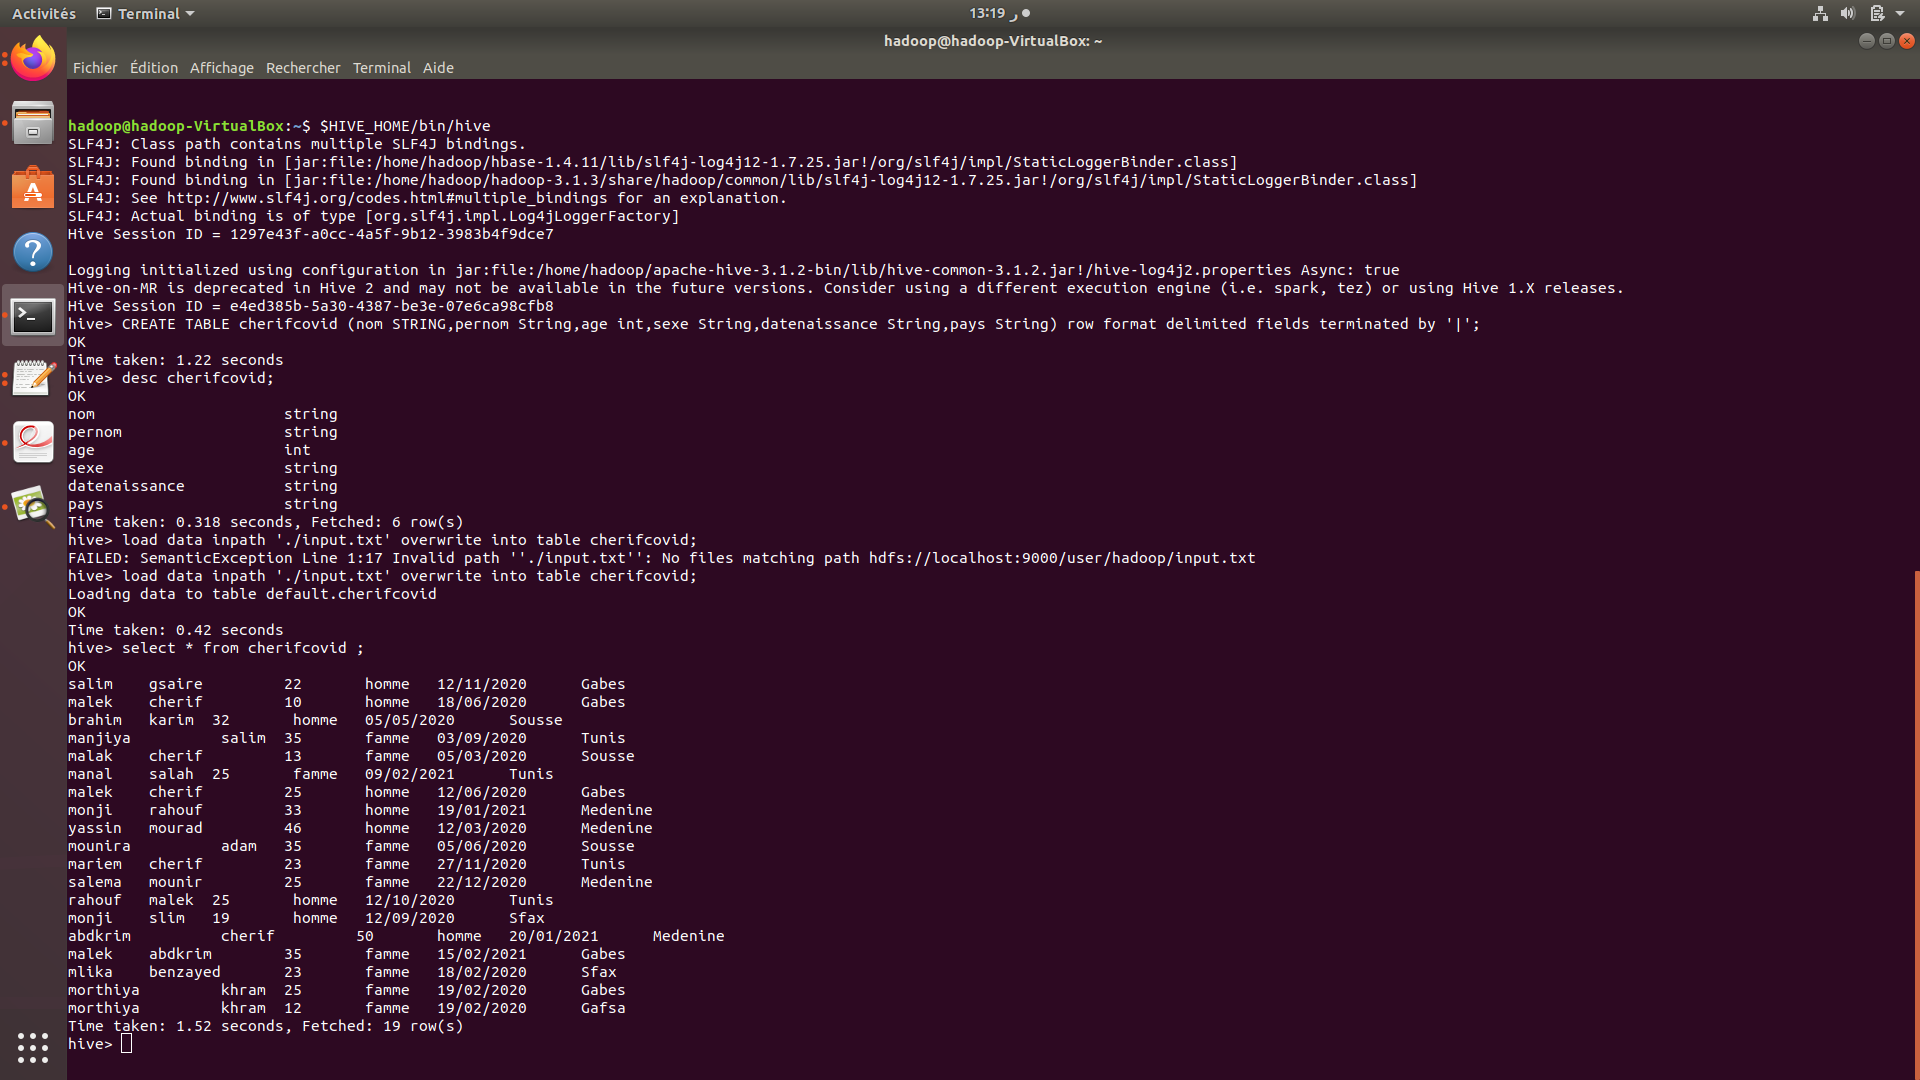 Activités Terminal 13:19 ر
hadoop@hadoop-VirtualBox: ~
Fichier Édition Affichage Rechercher Terminal Aide
hadoop@hadoop-VirtualBox:~$ $HIVE_HOME/bin/hive
SLF4J: Class path contains multiple SLF4J bindings.
SLF4J: Found binding in [jar:file:/home/hadoop/hbase-1.4.11/lib/slf4j-log4j12-1.7.25.jar!/org/slf4j/impl/StaticLoggerBinder.class]
SLF4J: Found binding in [jar:file:/home/hadoop/hadoop-3.1.3/share/hadoop/common/lib/slf4j-log4j12-1.7.25.jar!/org/slf4j/impl/StaticLoggerBinder.class]
SLF4J: See http://www.slf4j.org/codes.html#multiple_bindings for an explanation.
SLF4J: Actual binding is of type [org.slf4j.impl.Log4jLoggerFactory]
Hive Session ID = 1297e43f-a0cc-4a5f-9b12-3983b4f9dce7
Logging initialized using configuration in jar:file:/home/hadoop/apache-hive-3.1.2-bin/lib/hive-common-3.1.2.jar!/hive-log4j2.properties Async: true
Hive-on-MR is deprecated in Hive 2 and may not be available in the future versions. Consider using a different execution engine (i.e. spark, tez) or using Hive 1.X releases.
Hive Session ID = e4ed385b-5a30-4387-be3e-07e6ca98cfb8
hive> CREATE TABLE cherifcovid (nom STRING,pernom String,age int,sexe String,datenaissance String,pays String) row format delimited fields terminated by '|';
OK
Time taken: 1.22 seconds
hive> desc cherifcovid;
OK
nom string
pernom string
age int
sexe string
datenaissance string
pays string
Time taken: 0.318 seconds, Fetched: 6 row(s)
hive> load data inpath './input.txt' overwrite into table cherifcovid;
FAILED: SemanticException Line 1:17 Invalid path ''./input.txt'': No files matching path hdfs://localhost:9000/user/hadoop/input.txt
hive> load data inpath './input.txt' overwrite into table cherifcovid;
Loading data to table default.cherifcovid
OK
Time taken: 0.42 seconds
hive> select * from cherifcovid ;
OK
salim gsaire 22 homme 12/11/2020 Gabes
malek cherif 10 homme 18/06/2020 Gabes
brahim karim 32 homme 05/05/2020 Sousse
manjiya salim 35 famme 03/09/2020 Tunis
malak cherif 13 famme 05/03/2020 Sousse
manal salah 25 famme 09/02/2021 Tunis
malek cherif 25 homme 12/06/2020 Gabes
monji rahouf 33 homme 19/01/2021 Medenine
yassin mourad 46 homme 12/03/2020 Medenine
mounira adam 35 famme 05/06/2020 Sousse
mariem cherif 23 famme 27/11/2020 Tunis
salema mounir 25 famme 22/12/2020 Medenine
rahouf malek 25 homme 12/10/2020 Tunis
monji slim 19 homme 12/09/2020 Sfax
abdkrim cherif 50 homme 20/01/2021 Medenine
malek abdkrim 35 famme 15/02/2021 Gabes
mlika benzayed 23 famme 18/02/2020 Sfax
morthiya khram 25 famme 19/02/2020 Gabes
morthiya khram 12 famme 19/02/2020 Gafsa
Time taken: 1.52 seconds, Fetched: 19 row(s)
hive>